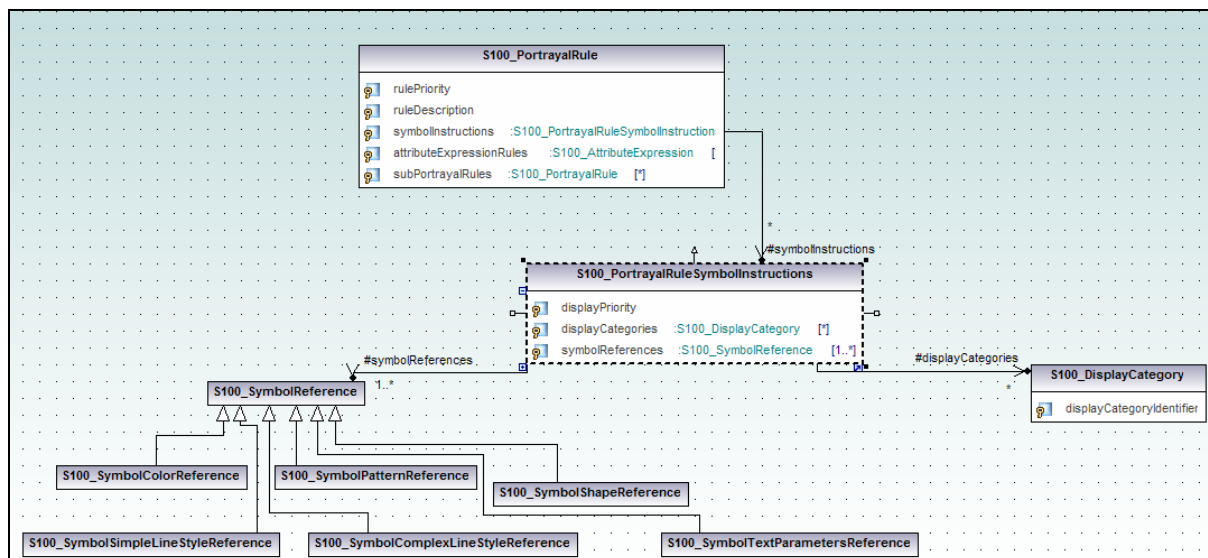 S100_PortrayalRule
rulePriority
ruleDescription
symbolInstructions :S100_PortrayalRuleSymbolInstruction
attributeExpressionRules :S100_AttributeExpression [
subPortrayalRules :S100_PortrayalRule [*]
*
#symbolInstructions
S100_PortrayalRuleSymbolInstructions
displayPriority
displayCategories :S100_DisplayCategory [*]
symbolReferences :S100_SymbolReference [1..*]
#symbolReferences
1..*
#displayCategories
*
S100_DisplayCategory
displayCategoryIdentifier
S100_SymbolReference
S100_SymbolColorReference
S100_SymbolPatternReference
S100_SymbolShapeReference
S100_SymbolSimpleLineStyleReference
S100_SymbolComplexLineStyleReference
S100_SymbolTextParametersReference